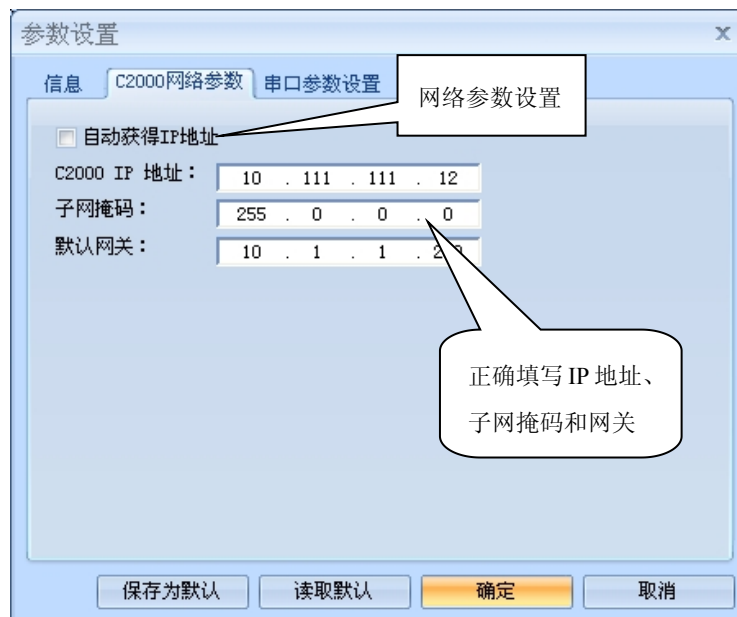 参数设置
信息 C2000网络参数 串口参数设置
网络参数设置
自动获得IP地址
C2000 IP 地址： 10 . 111 . 111 . 12
子网掩码： 255 . 0 . 0 . 0
默认网关： 10 . 1 . 1 .
正确填写 IP 地址、
子网掩码和网关
保存为默认 读取默认 确定 取消